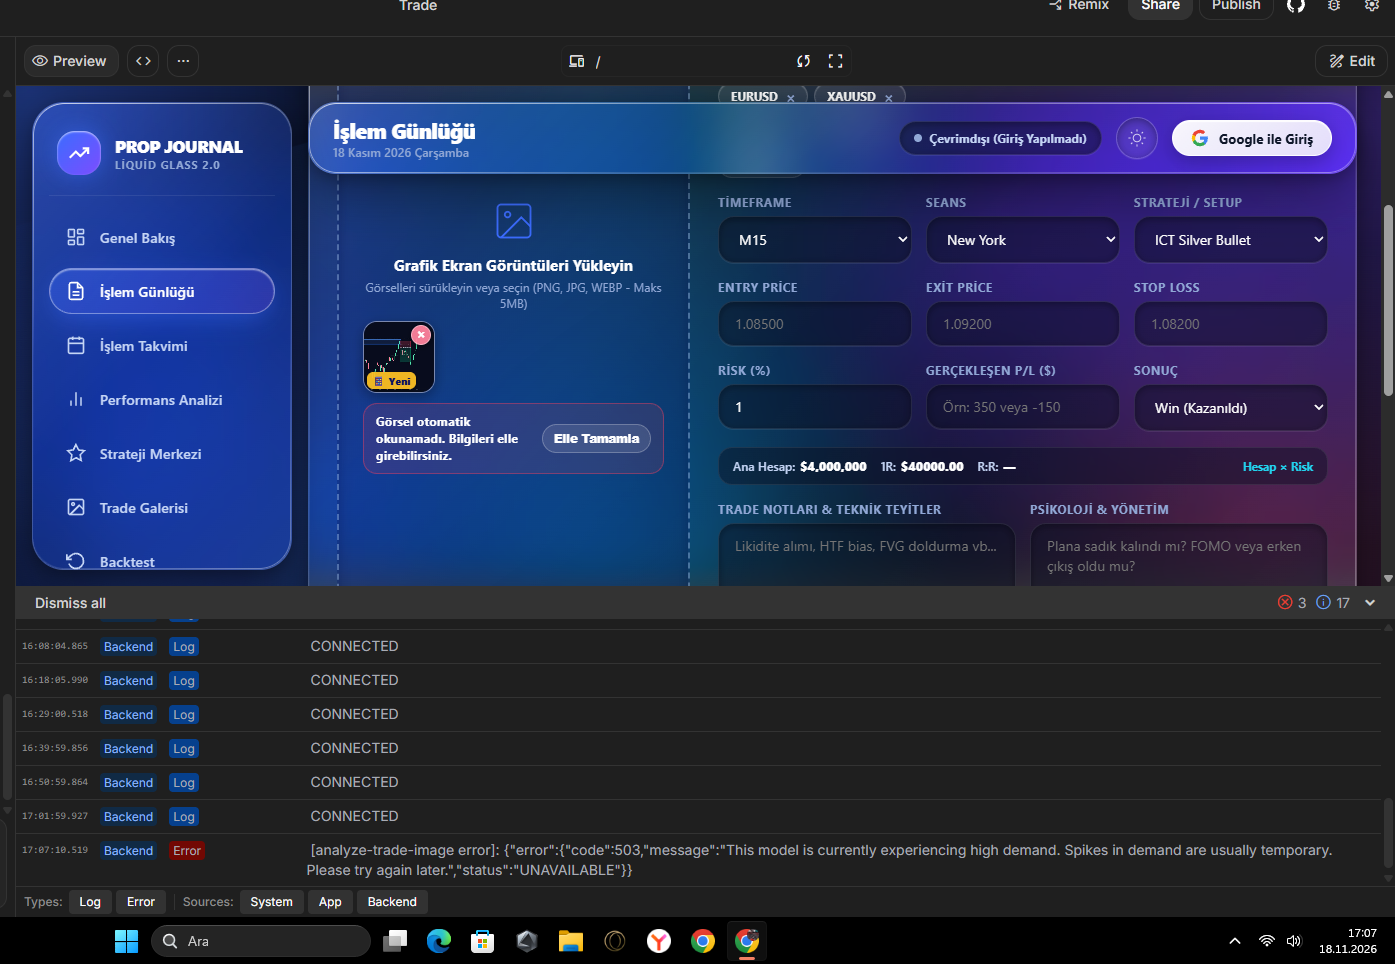 Trade
Remix
Share
Publish
Preview
/
Edit
EURUSD ×
XAUUSD ×
PROP JOURNAL
LİQUİD GLASS 2.0
İşlem Günlüğü
18 Kasım 2026 Çarşamba
Çevrimdışı (Giriş Yapılmadı)
Google ile Giriş
Genel Bakış
İşlem Günlüğü
İşlem Takvimi
Performans Analizi
Strateji Merkezi
Trade Galerisi
Backtest
Grafik Ekran Görüntüleri Yükleyin
Görselleri sürükleyin veya seçin (PNG, JPG, WEBP - Maks
5MB)
Yeni
Görsel otomatik
okunamadı. Bilgileri elle
girebilirsiniz.
Elle Tamamla
TİMEFRAME
SEANS
STRATEJİ / SETUP
M15
New York
ICT Silver Bullet
ENTRY PRİCE
EXİT PRİCE
STOP LOSS
1.08500
1.09200
1.08200
RİSK (%)
GERÇEKLEŞEN P/L ($)
SONUÇ
1
Örn: 350 veya -150
Win (Kazanıldı)
Ana Hesap: $4,000,000 1R: $40000.00 R:R: —
Hesap × Risk
TRADE NOTLARI & TEKNİK TEYİTLER
PSİKOLOJİ & YÖNETİM
Likidite alımı, HTF bias, FVG doldurma vb...
Plana sadık kalındı mı? FOMO veya erken
çıkış oldu mu?
Dismiss all
3
17
16:08:04.865 Backend Log CONNECTED
16:18:05.990 Backend Log CONNECTED
16:29:00.518 Backend Log CONNECTED
16:39:59.856 Backend Log CONNECTED
16:50:59.864 Backend Log CONNECTED
17:01:59.927 Backend Log CONNECTED
17:07:10.519 Backend Error [analyze-trade-image error]: {"error":{"code":503,"message":"This model is currently experiencing high demand. Spikes in demand are usually temporary.
Please try again later.","status":"UNAVAILABLE"}}
Types: Log Error Sources: System App Backend
Ara
17:07
18.11.2026